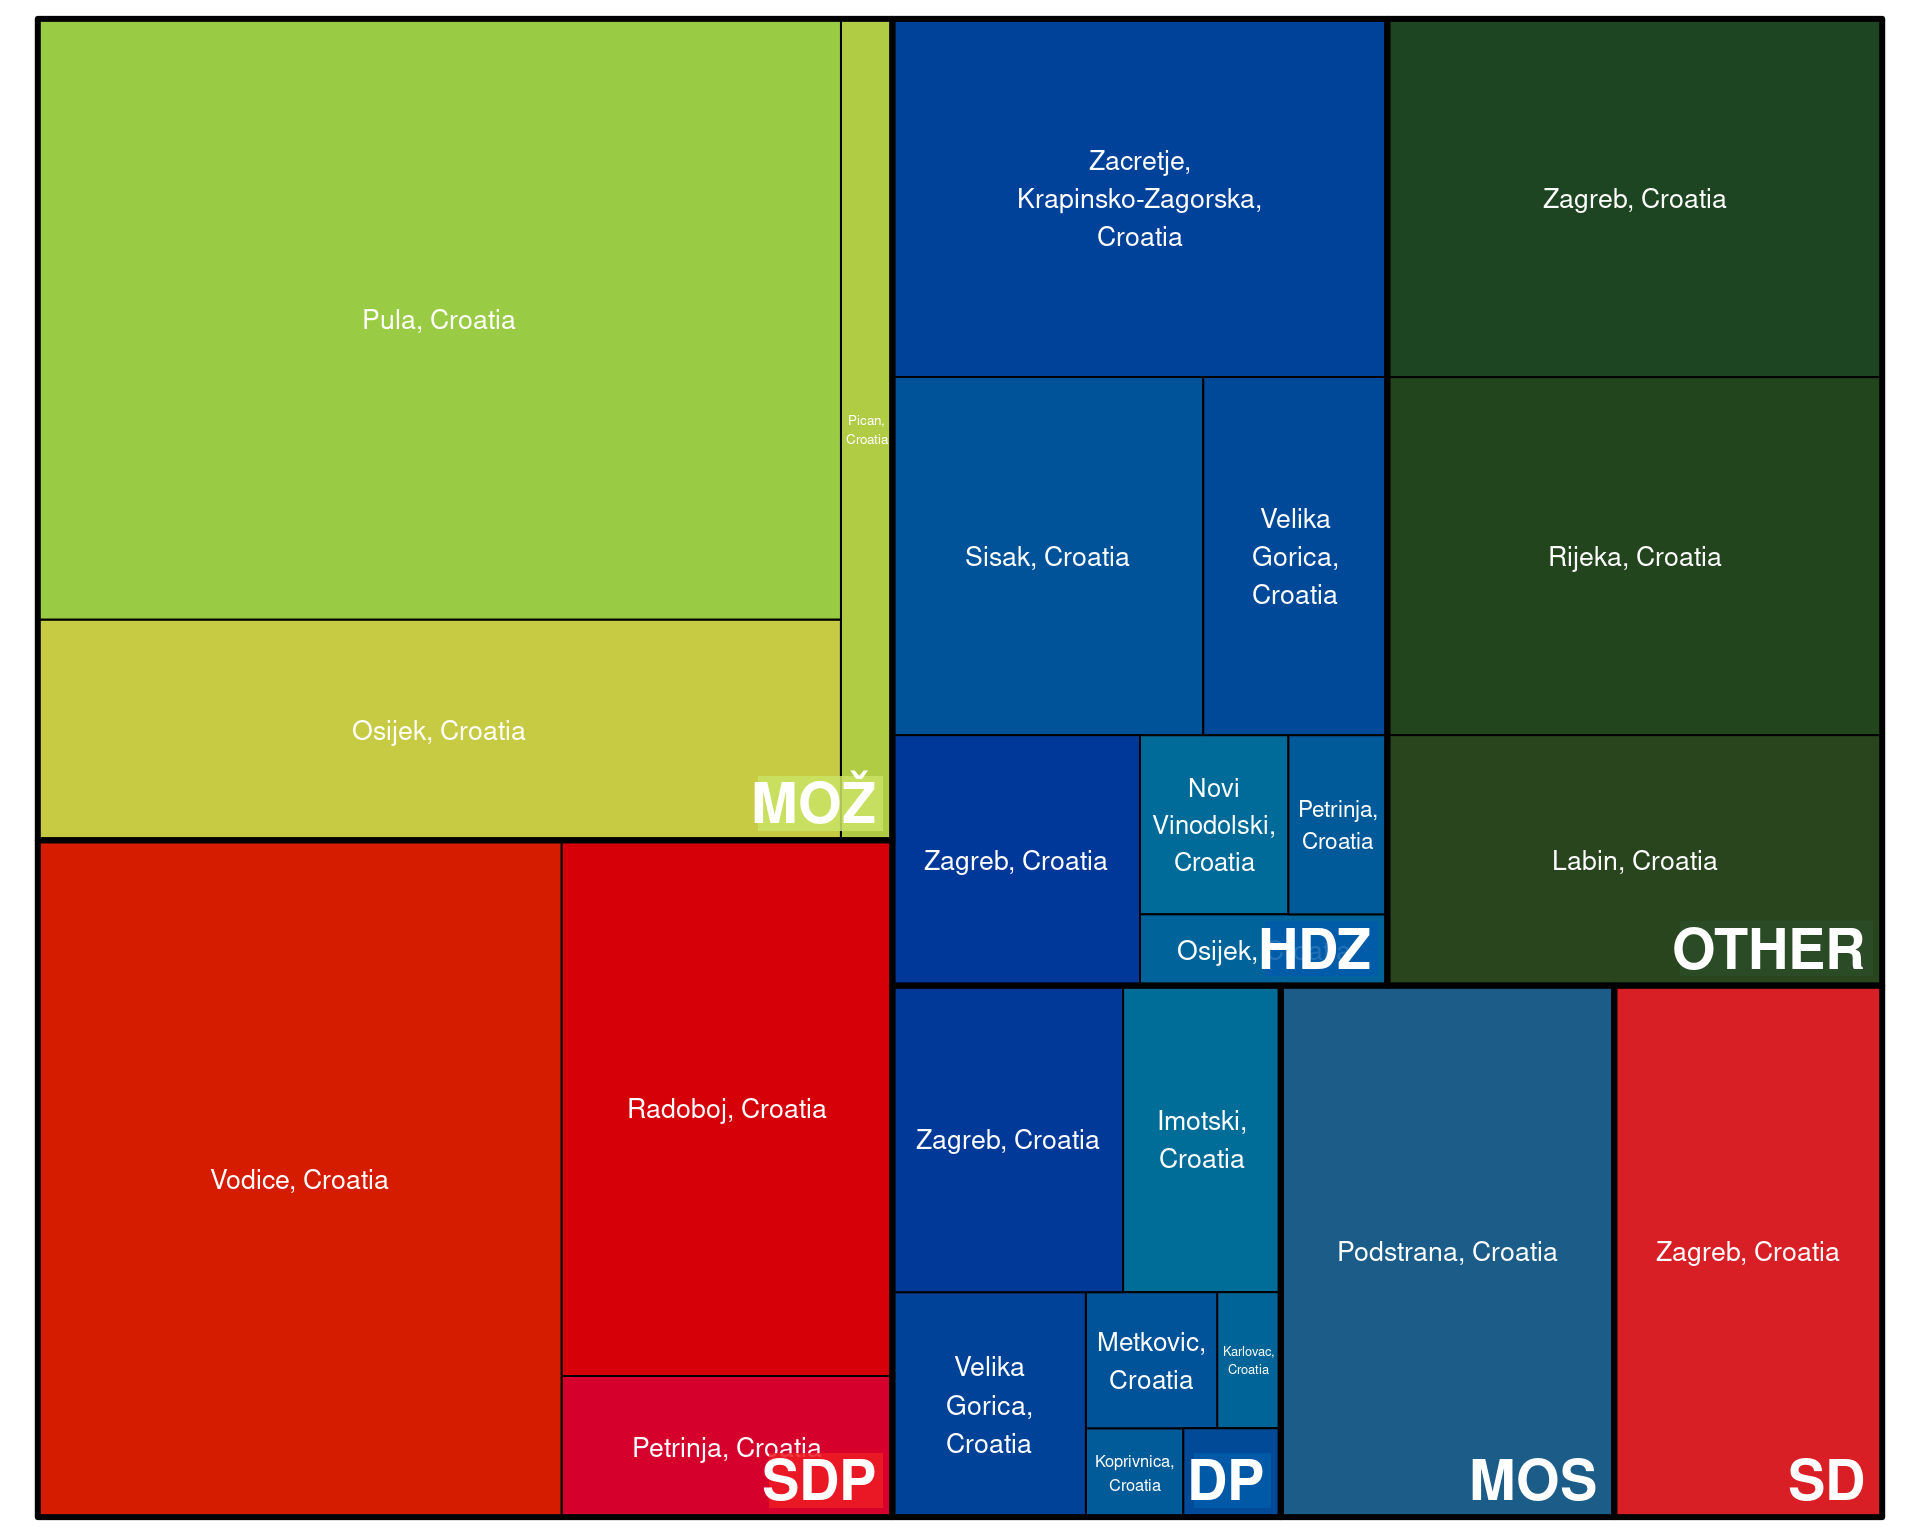 Pula, Croatia
Pican,
Croatia
Osijek, Croatia
MOŽ
Vodice, Croatia
Radoboj, Croatia
Petrinja, Croatia
SDP
Zacretje,
Krapinsko-Zagorska,
Croatia
Sisak, Croatia
Velika
Gorica,
Croatia
Zagreb, Croatia
Novi
Vinodolski,
Croatia
Petrinja,
Croatia
Osijek, Croatia
HDZ
Zagreb, Croatia
Rijeka, Croatia
Labin, Croatia
OTHER
Zagreb, Croatia
Imotski,
Croatia
Velika
Gorica,
Croatia
Metkovic,
Croatia
Karlovac,
Croatia
Koprivnica,
Croatia
DP
Podstrana, Croatia
MOS
Zagreb, Croatia
SD